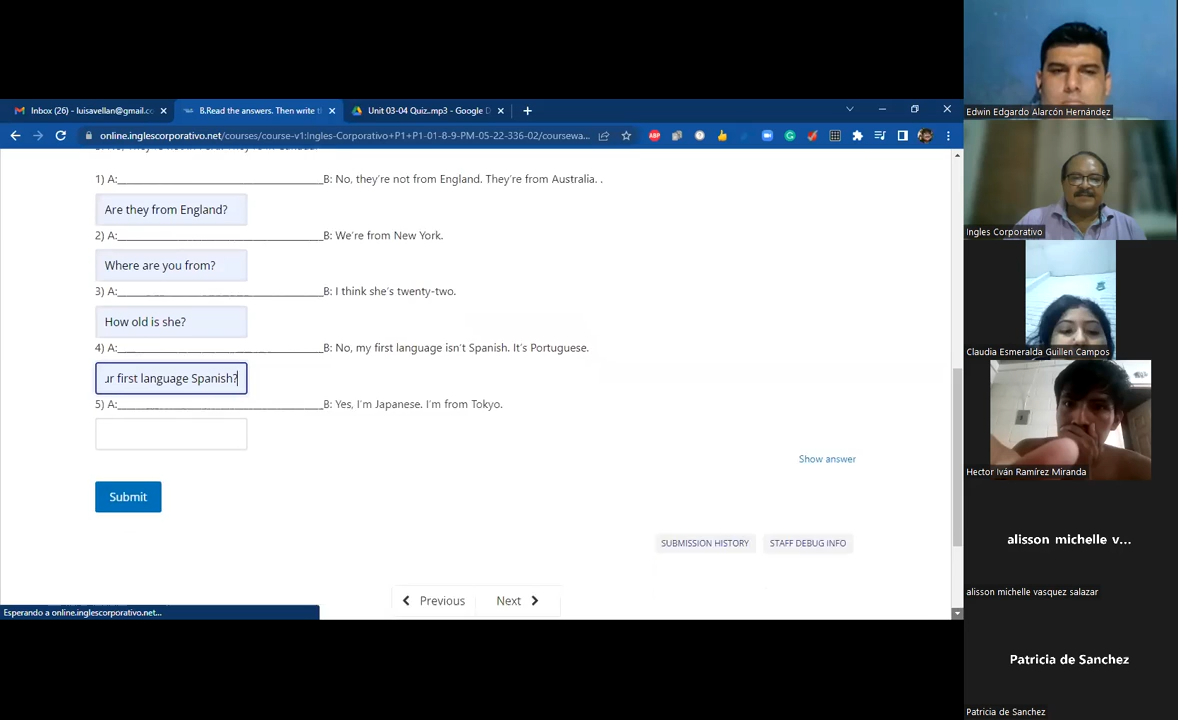 Inbox (26) - luisavellan@gmail.cc
B.Read the answers. Then write t
Unit 03-04 Quiz..mp3 - Google D
online.inglescorporativo.net/courses/course-v1:Ingles-Corporativo+P1+P1-01-8-9-PM-05-22-336-02/coursewa...
1) A: B: No, they're not from England. They're from Australia. .
Are they from England?
2) A: B: We're from New York.
Where are you from?
3) A: B: I think she's twenty-two.
How old is she?
4) A: B: No, my first language isn't Spanish. It's Portuguese.
ur first language Spanish?
5) A: B: Yes, I'm Japanese. I'm from Tokyo.
Show answer
Submit
SUBMISSION HISTORY
STAFF DEBUG INFO
Previous
Next
Esperando a online.inglescorporativo.net...
Edwin Edgardo Alarcón Hernández
Ingles Corporativo
Claudia Esmeralda Guillen Campos
Hector Iván Ramírez Miranda
alisson michelle v...
alisson michelle vasquez salazar
Patricia de Sanchez
Patricia de Sanchez